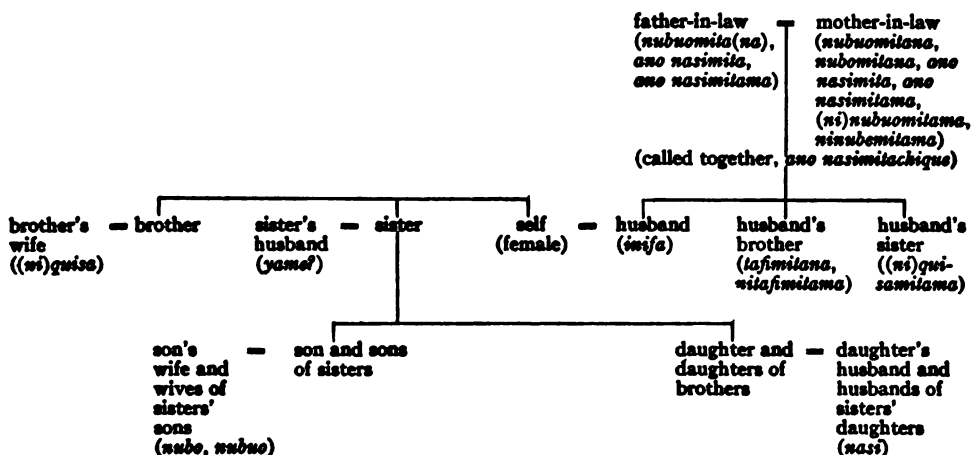 father-in-law
(nubuomita(na),
ano nasimita,
ano nasimitama)
mother-in-law
(nubuomitana,
nubomitana, ano
nasimita, ano
nasimitama,
(ni)nubuomitama,
ninubemitama)
(called together, ano nasimitachique)
brother's
wife
((ni)quisa)
brother
sister's
husband
(yame?)
sister
self
(female)
husband
(inifa)
husband's
brother
(tafimitana,
nitafimitama)
husband's
sister
((ni)qui-
samitama)
son's
wife and
wives of
sisters'
sons
(nubo, nubuo)
son and sons
of sisters
daughter and
daughters of
brothers
daughter's
husband and
husbands of
sisters'
daughters
(nasi)